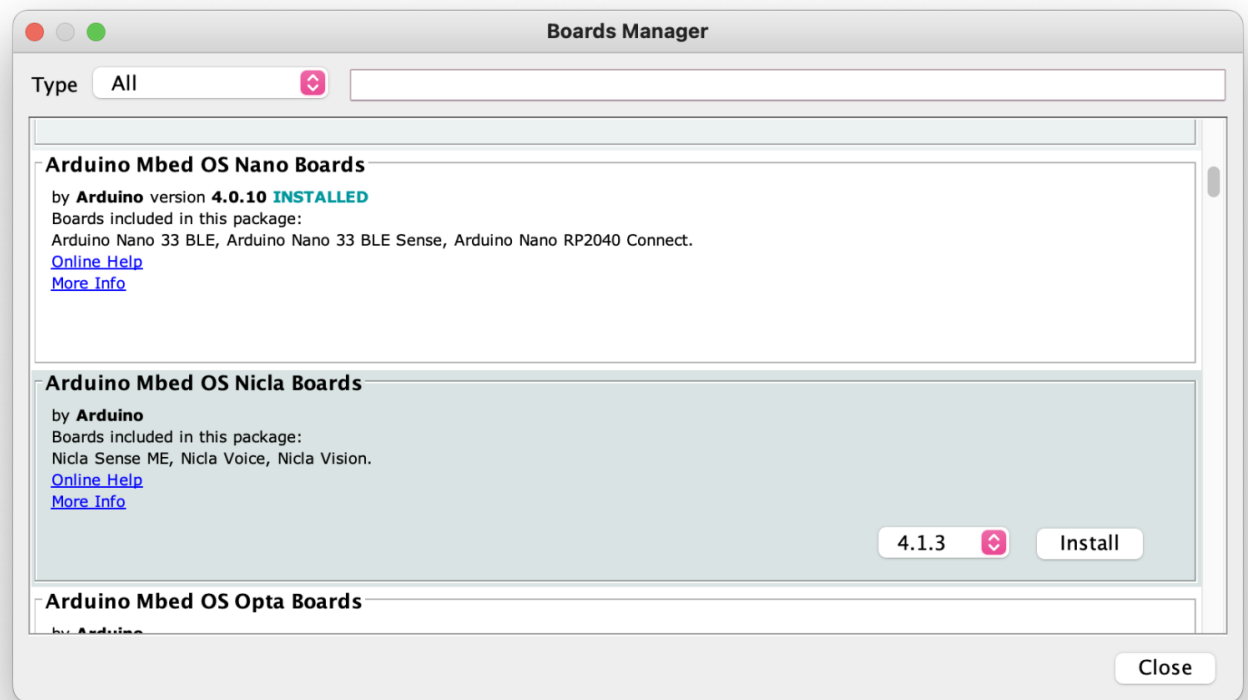 Boards Manager
Type All
Arduino Mbed OS Nano Boards
by Arduino version 4.0.10 INSTALLED
Boards included in this package:
Arduino Nano 33 BLE, Arduino Nano 33 BLE Sense, Arduino Nano RP2040 Connect.
Online Help
More Info
Arduino Mbed OS Nicla Boards
by Arduino
Boards included in this package:
Nicla Sense ME, Nicla Voice, Nicla Vision.
Online Help
More Info
4.1.3 Install
Arduino Mbed OS Opta Boards
by Arduino
Close